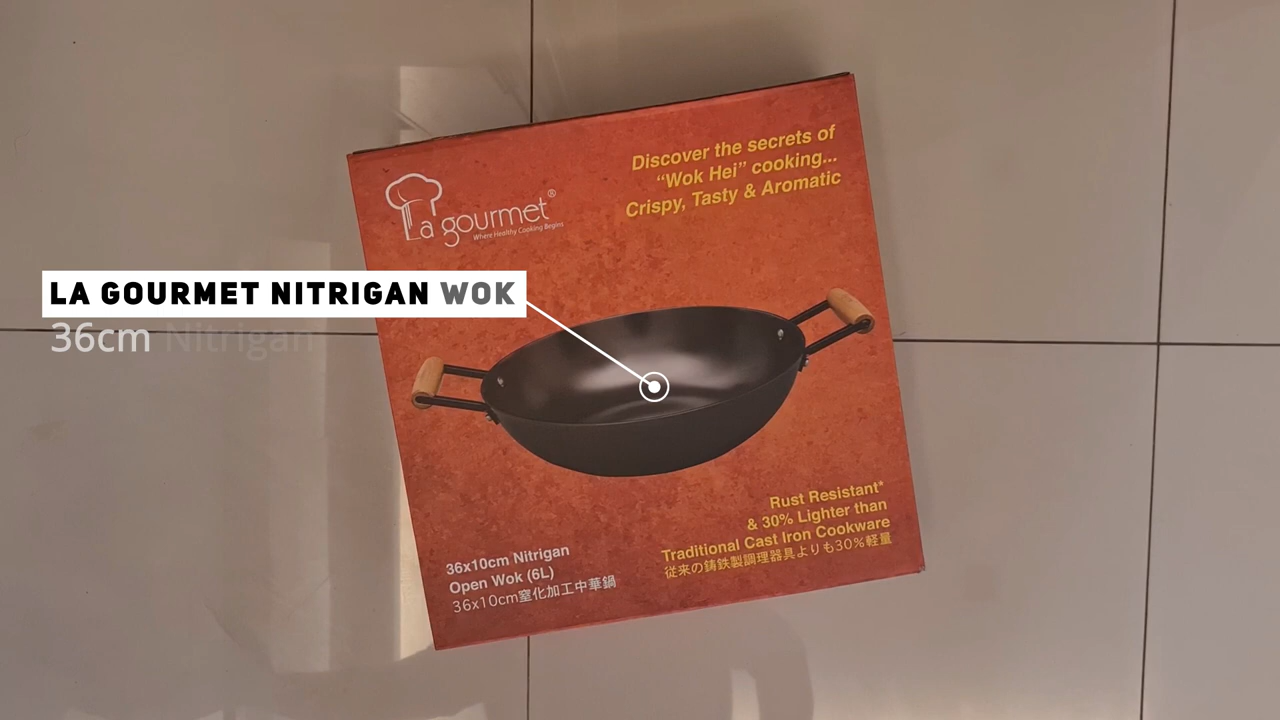 La gourmet®
Where Healthy Cooking Begins
Discover the secrets of
“Wok Hei” cooking...
Crispy, Tasty & Aromatic
LA GOURMET NITRIGAN WOK
36cm Nitrigan
36x10cm Nitrigan
Open Wok (6L)
36x10cm窒化加工中華鍋
Rust Resistant*
& 30% Lighter than
Traditional Cast Iron Cookware
従来の鋳鉄製調理器具よりも30%軽量